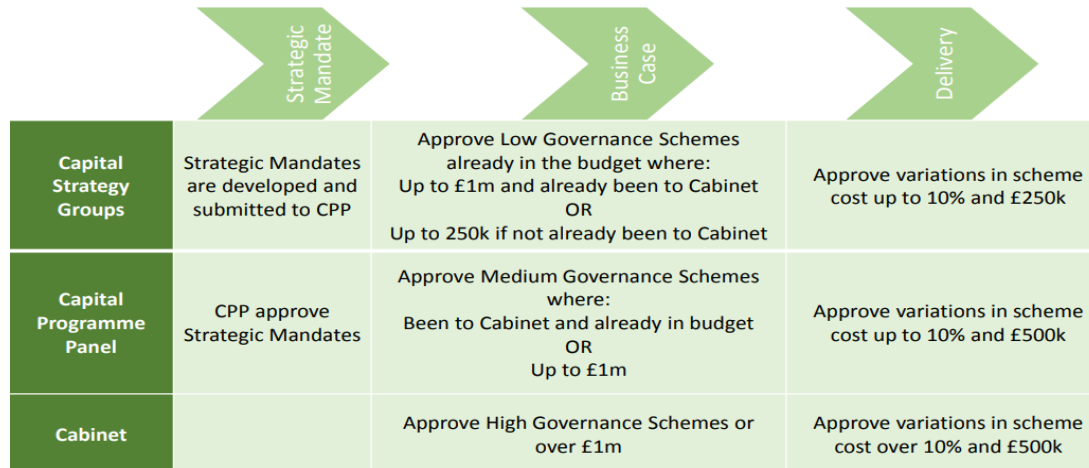 Strategic
Mandate
Business
Case
Delivery
Capital
Strategy
Groups
Strategic Mandates
are developed and
submitted to CPP
Approve Low Governance Schemes
already in the budget where:
Up to £1m and already been to Cabinet
OR
Up to 250k if not already been to Cabinet
Approve variations in scheme
cost up to 10% and £250k
Capital
Programme
Panel
CPP approve
Strategic Mandates
Approve Medium Governance Schemes
where:
Been to Cabinet and already in budget
OR
Up to £1m
Approve variations in scheme
cost up to 10% and £500k
Cabinet
Approve High Governance Schemes or
over £1m
Approve variations in scheme
cost over 10% and £500k